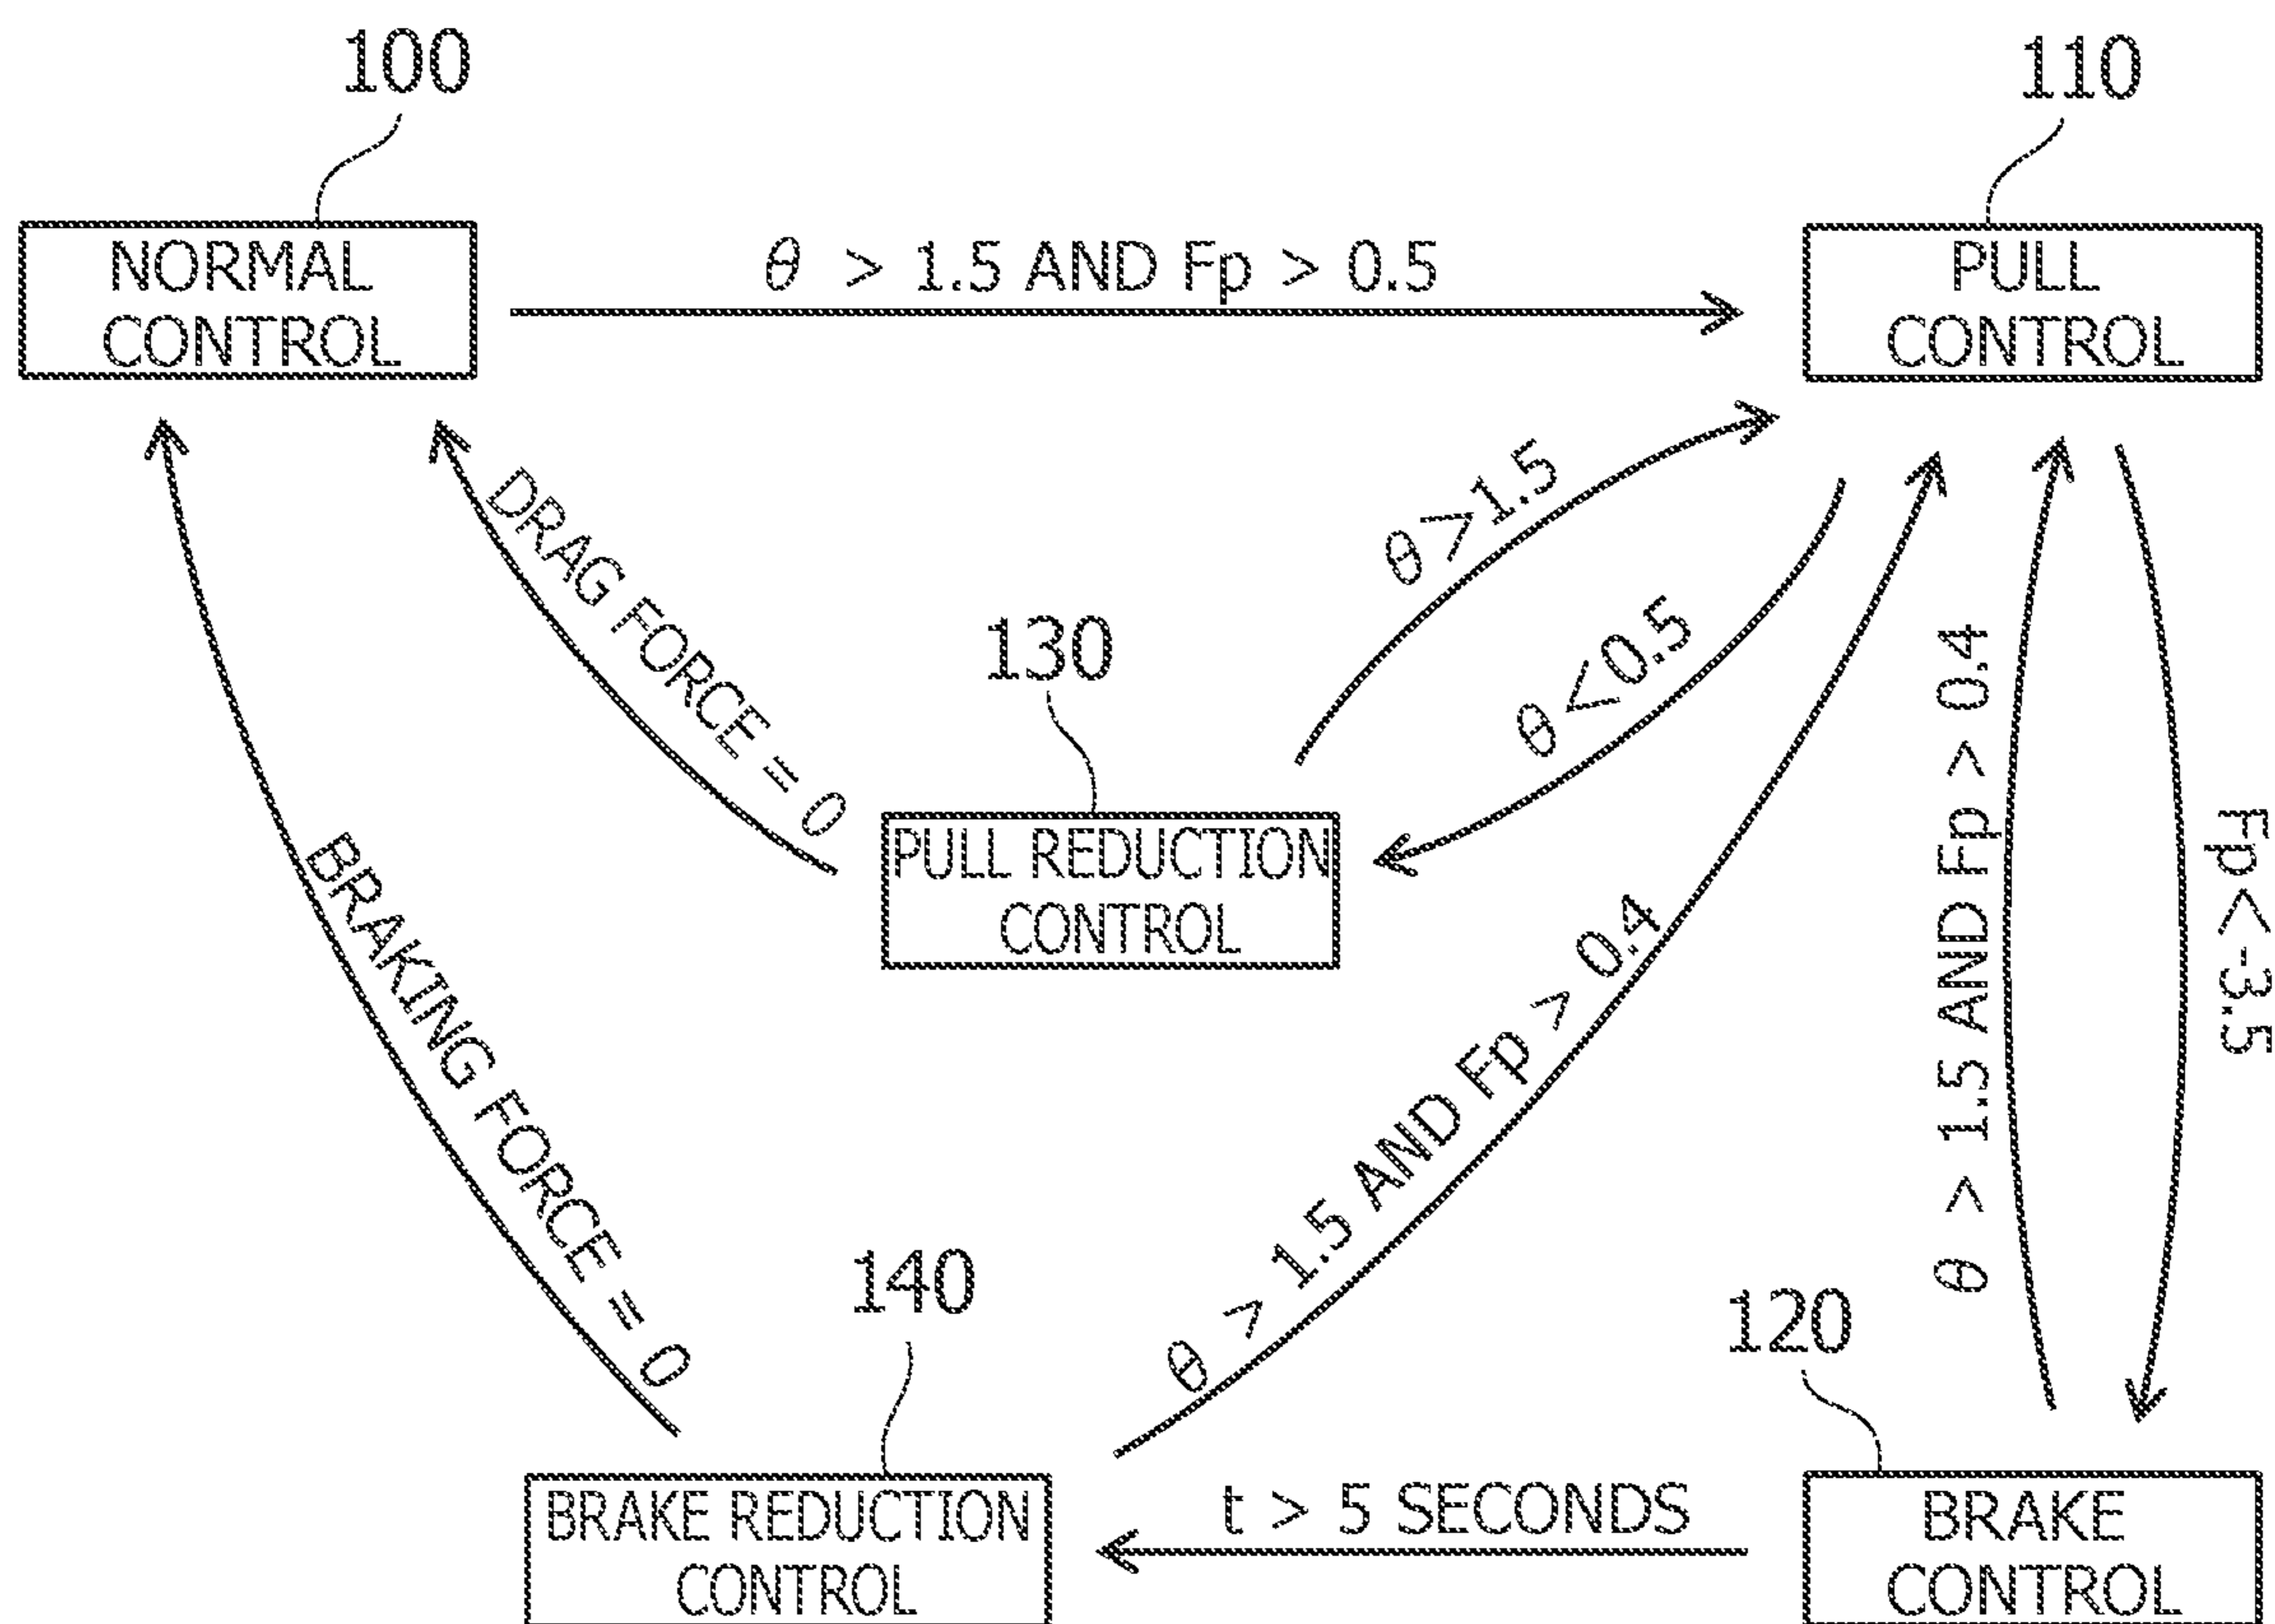 100
110
NORMAL
CONTROL
θ > 1.5 AND Fp > 0.5
PULL
CONTROL
DRAG FORCE = 0
θ>1.5
θ<0.5
130
PULL REDUCTION
CONTROL
BRAKING FORCE = 0
θ > 1.5 AND Fp > 0.4
θ > 1.5 AND Fp > 0.4
Fp<-3.5
140
120
BRAKE REDUCTION
CONTROL
t > 5 SECONDS
BRAKE
CONTROL